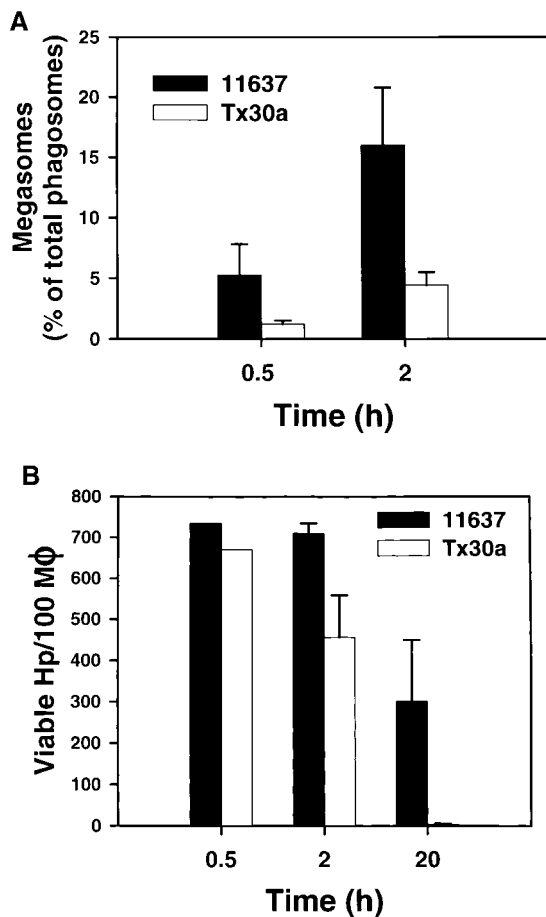 A
25
20
15
10
5
0
Megasomes
(% of total phagosomes)
11637
Tx30a
0.5 2
Time (h)
B
800
700
600
500
400
300
200
100
0
Viable Hp/100 Mϕ
11637
Tx30a
0.5 2 20
Time (h)